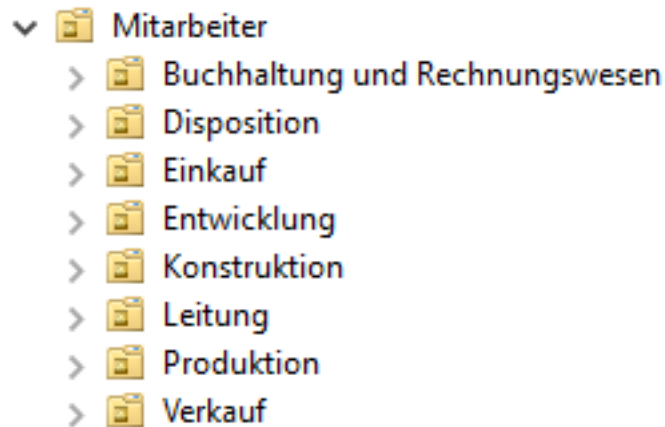 Mitarbeiter
Buchhaltung und Rechnungswesen
Disposition
Einkauf
Entwicklung
Konstruktion
Leitung
Produktion
Verkauf